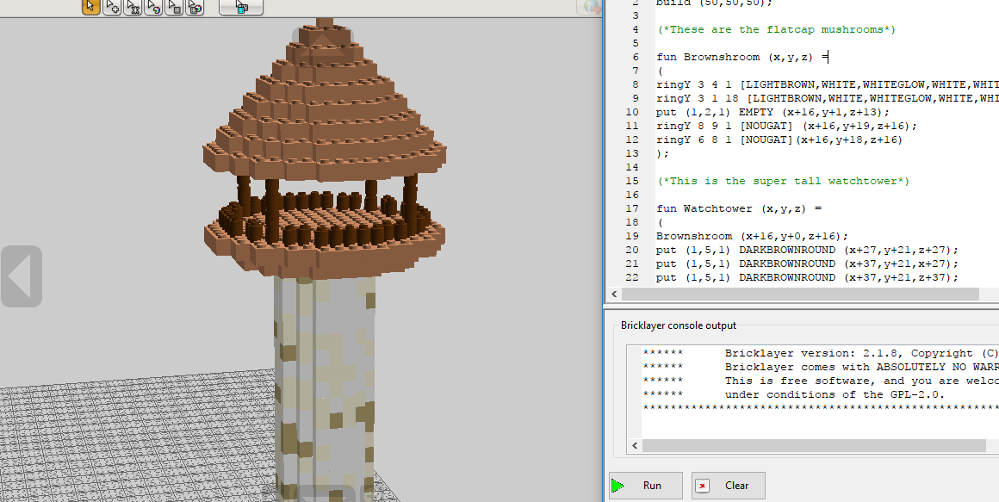 2 build (50,50,50);
3
4 (*These are the flatcap mushrooms*)
5
6 fun Brownshroom (x,y,z) =
7 (
8 ringY 3 4 1 [LIGHTBROWN,WHITE,WHITEGLOW,WHITE,WHIT
9 ringY 3 1 18 [LIGHTBROWN,WHITE,WHITEGLOW,WHITE,WHI
10 put (1,2,1) EMPTY (x+16,y+1,z+13);
11 ringY 8 9 1 [NOUGAT] (x+16,y+19,z+16);
12 ringY 6 8 1 [NOUGAT](x+16,y+18,z+16)
13 );
14
15 (*This is the super tall watchtower*)
16
17 fun Watchtower (x,y,z) =
18 (
19 Brownshroom (x+16,y+0,z+16);
20 put (1,5,1) DARKBROWNROUND (x+27,y+21,z+27);
21 put (1,5,1) DARKBROWNROUND (x+37,y+21,x+27);
22 put (1,5,1) DARKBROWNROUND (x+37,y+21,z+37);
Bricklayer console output
****** Bricklayer version: 2.1.8, Copyright (C)
****** Bricklayer comes with ABSOLUTELY NO WARR
****** This is free software, and you are welco
****** under conditions of the GPL-2.0.
*****************************************************
Run
Clear